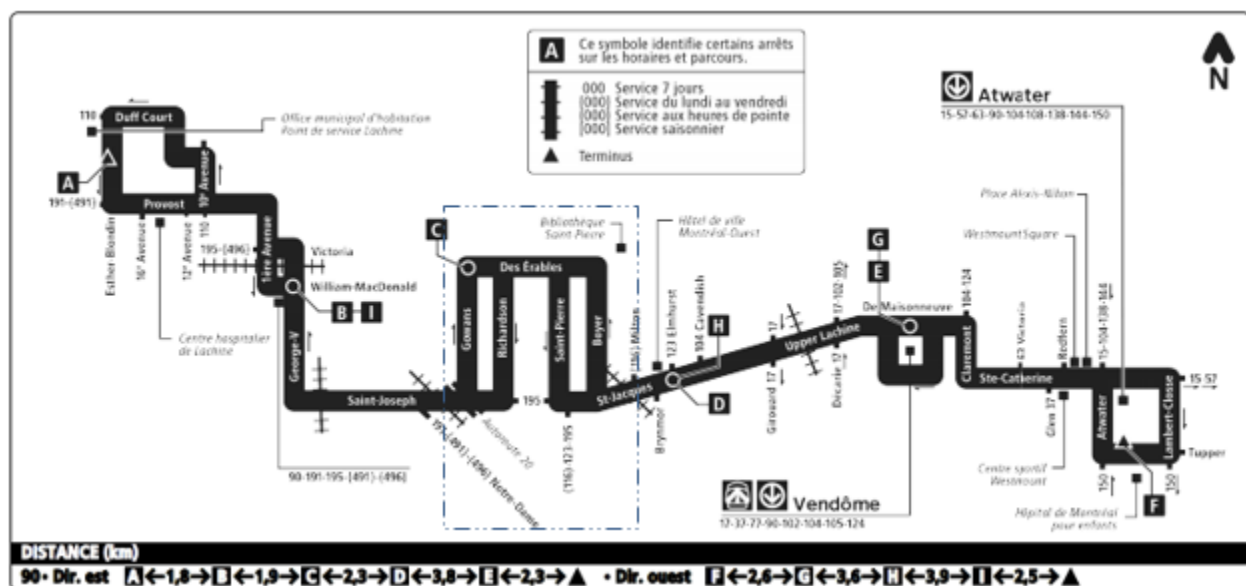 A Ce symbole identifie certains arrêts
sur les horaires et parcours.
000 Service 7 jours
|000| Service du lundi au vendredi
(000) Service aux heures de pointe
[000] Service saisonnier
Terminus
N
Atwater
15-57-63-90-104-108-138-144-150
110
Duff Court
Office municipal d'habitation
Point de service Lachine
A
191-(491)
Provost
10e Avenue
Esther-Blondin
16e Avenue
12e Avenue
110
195-(496)
1ère Avenue
Victoria
William-MacDonald
B I
Centre hospitalier
de Lachine
George-V
Saint-Joseph
90-191-195-(491)-(496)
C
Des Érables
Gowans
Richardson
Saint-Pierre
Boyer
Bibliothèque
Saint Pierre
195
Autoroute 20
191-(491)-(496) Notre-Dame
(116)-123-195
(116) Milton
Hôtel de ville
Montréal-Ouest
123 Elmhurst
104 Cavendish
H
D
St-Jacques
Brynmor
17
Girouard 17
Upper Lachine
Décarie 17
17-102-105
G
E
De Maisonneuve
104-124
Claremont
Vendôme
17-37-77-90-102-104-105-124
Place Alexis-Nihon
Westmount Square
63 Victoria
Redfern
15-104-138-144
Ste-Catherine
Glen 37
Centre sportif
Westmount
Atwater
Lambert-Closse
15 57
Tupper
150
150
Hôpital de Montréal
pour enfants
F
DISTANCE (km)
90 • Dir. est A ←1,8→ B ←1,9→ C ←2,3→ D ←3,8→ E ←2,3→ ▲ • Dir. ouest F ←2,6→ G ←3,6→ H ←3,9→ I ←2,5→ ▲